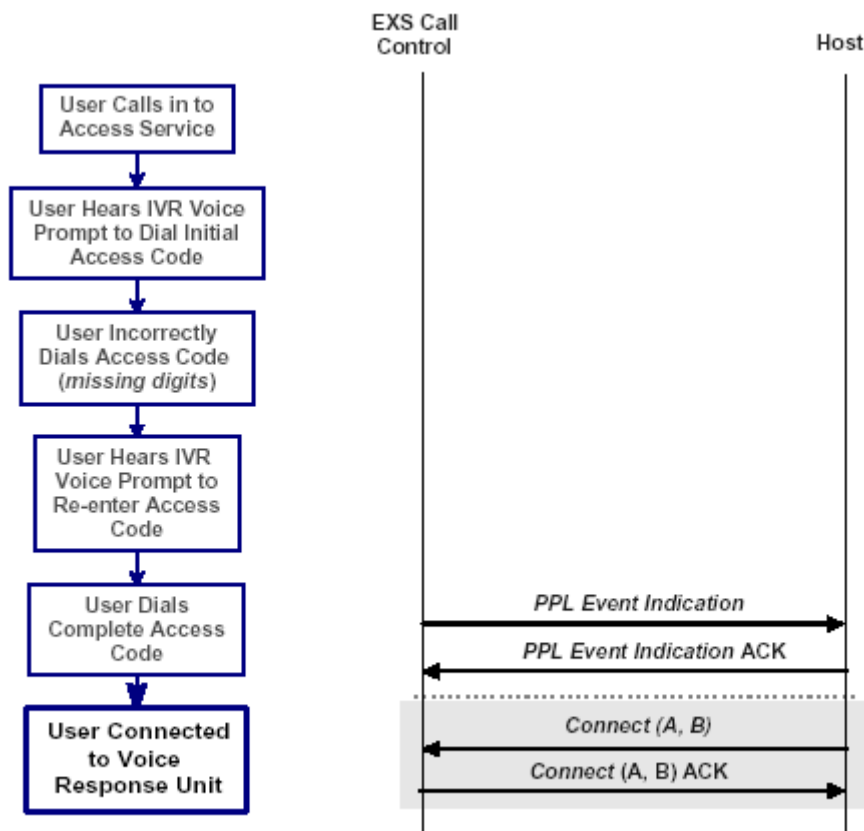 EXS Call
Control
Host
User Calls in to
Access Service
User Hears IVR Voice
Prompt to Dial Initial
Access Code
User Incorrectly
Dials Access Code
(missing digits)
User Hears IVR
Voice Prompt to
Re-enter Access
Code
User Dials
Complete Access
Code
PPL Event Indication
PPL Event Indication ACK
User Connected
to Voice
Response Unit
Connect (A, B)
Connect (A, B) ACK